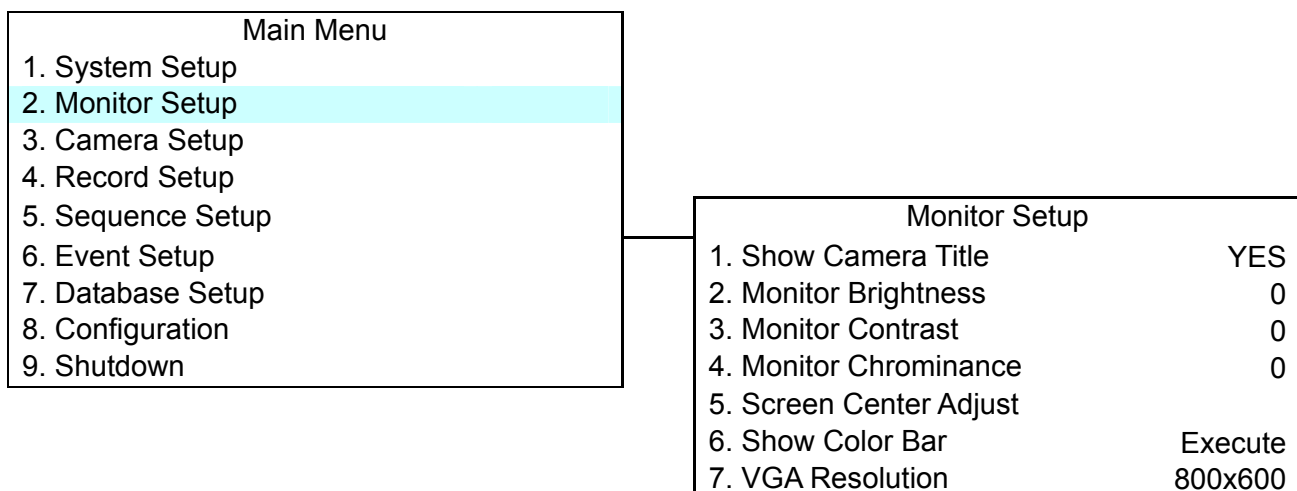 Main Menu
1. System Setup
2. Monitor Setup
3. Camera Setup
4. Record Setup
5. Sequence Setup
6. Event Setup
7. Database Setup
8. Configuration
9. Shutdown
Monitor Setup
1. Show Camera Title YES
2. Monitor Brightness 0
3. Monitor Contrast 0
4. Monitor Chrominance 0
5. Screen Center Adjust
6. Show Color Bar Execute
7. VGA Resolution 800x600